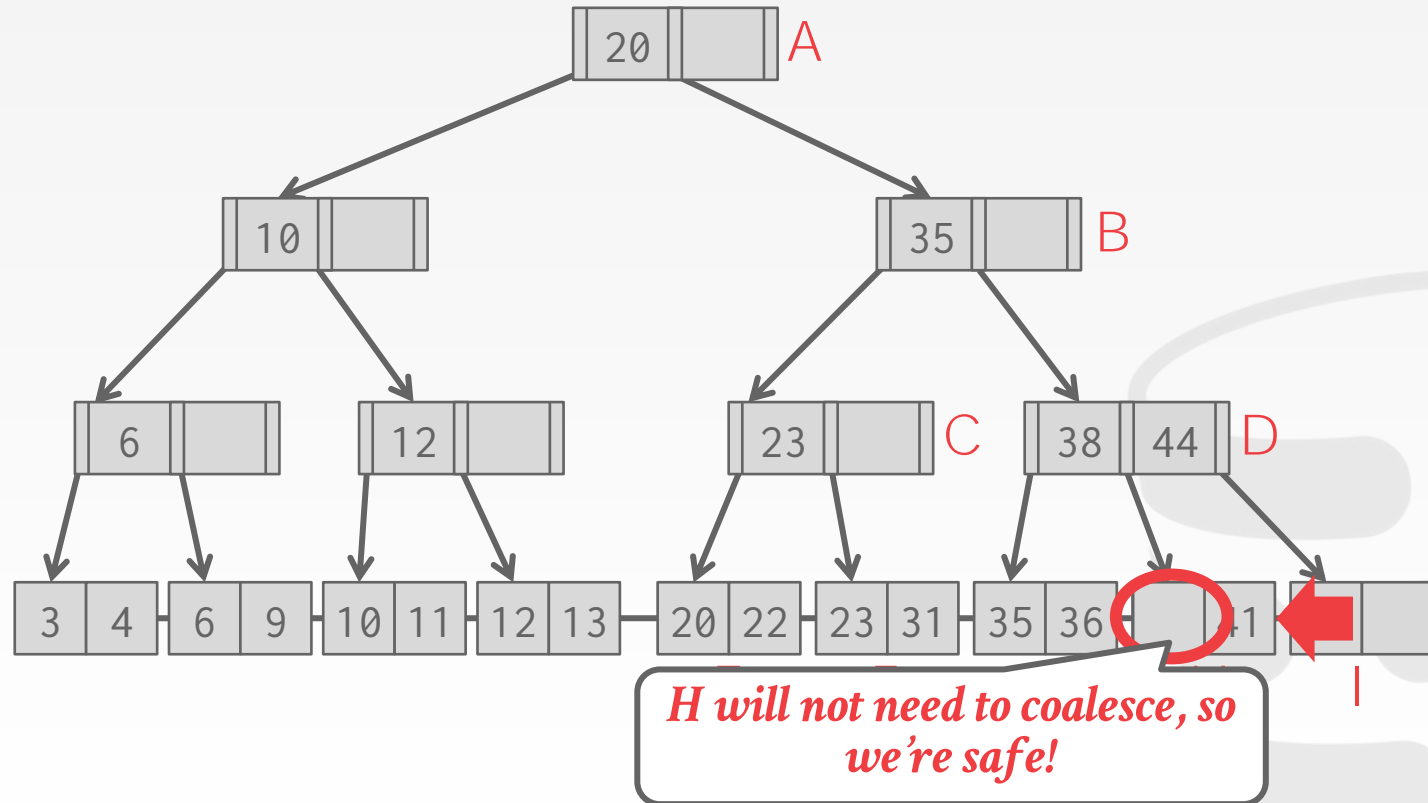 20 A
10 35 B
6 12 23 C 38 44 D
3 4 6 9 10 11 12 13 20 22 23 31 35 36 41
I
H will not need to coalesce, so
we're safe!